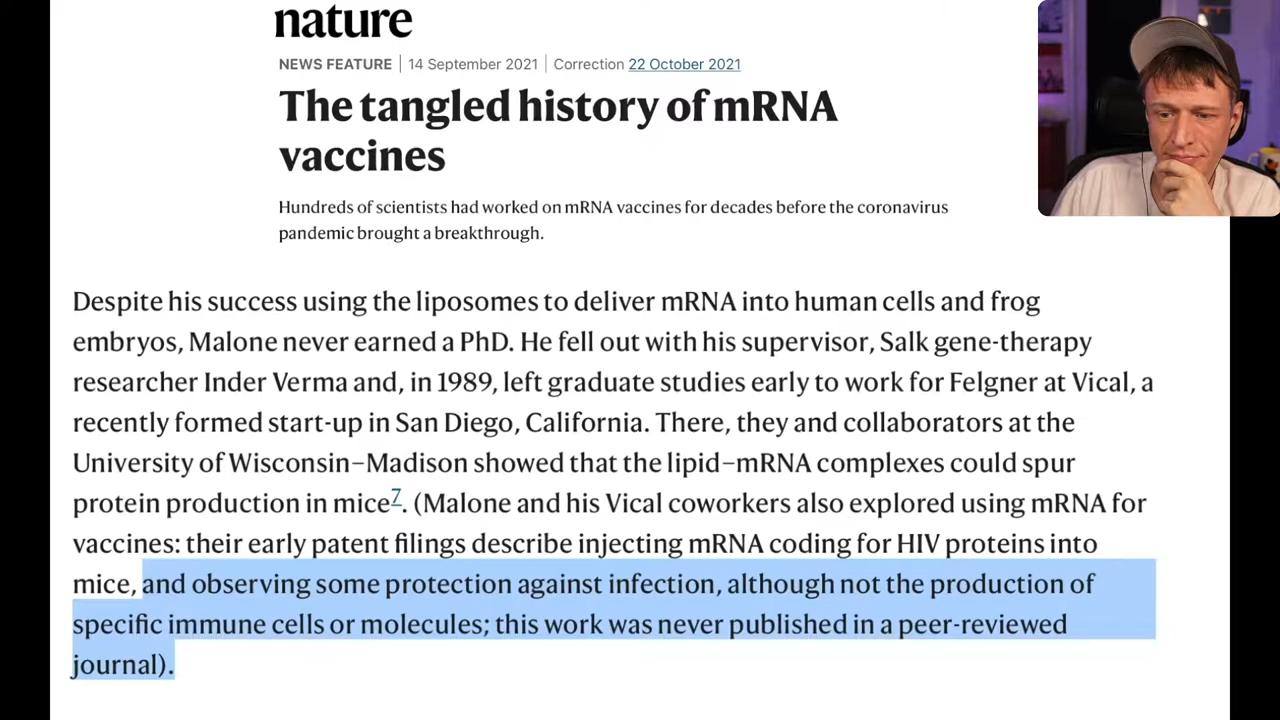 nature
NEWS FEATURE | 14 September 2021 | Correction 22 October 2021
The tangled history of mRNA
vaccines
Hundreds of scientists had worked on mRNA vaccines for decades before the coronavirus
pandemic brought a breakthrough.
Despite his success using the liposomes to deliver mRNA into human cells and frog
embryos, Malone never earned a PhD. He fell out with his supervisor, Salk gene-therapy
researcher Inder Verma and, in 1989, left graduate studies early to work for Felgner at Vical, a
recently formed start-up in San Diego, California. There, they and collaborators at the
University of Wisconsin–Madison showed that the lipid–mRNA complexes could spur
protein production in mice7. (Malone and his Vical coworkers also explored using mRNA for
vaccines: their early patent filings describe injecting mRNA coding for HIV proteins into
mice, and observing some protection against infection, although not the production of
specific immune cells or molecules; this work was never published in a peer-reviewed
journal).